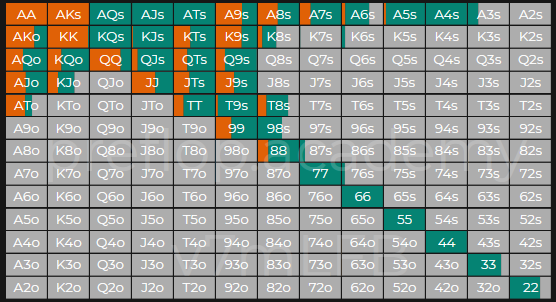 AA AKs AQs AJs ATs A9s A8s A7s A6s A5s A4s A3s A2s
AKo KK KQs KJs KTs K9s K8s K7s K6s K5s K4s K3s K2s
AQo KQo QQ QJs QTs Q9s Q8s Q7s Q6s Q5s Q4s Q3s Q2s
AJo KJo QJo JJ JTs J9s J8s J7s J6s J5s J4s J3s J2s
ATo KTo QTo JTo TT T9s T8s T7s T6s T5s T4s T3s T2s
A9o K9o Q9o J9o T9o 99 98s 97s 96s 95s 94s 93s 92s
A8o K8o Q8o J8o T8o 98o 88 87s 86s 85s 84s 83s 82s
preflop.academy
A7o K7o Q7o J7o T7o 97o 87o 77 76s 75s 74s 73s 72s
A6o K6o Q6o J6o T6o 96o 86o 76o 66 65s 64s 63s 62s
A5o K5o Q5o J5o T5o 95o 85o 75o 65o 55 54s 53s 52s
A4o K4o Q4o J4o T4o 94o 84o 74o 64o 54o 44 43s 42s
A3o K3o Q3o J3o T3o 93o 83o 73o 63o 53o 43o 33 32s
A2o K2o Q2o J2o T2o 92o 82o 72o 62o 52o 42o 32o 22